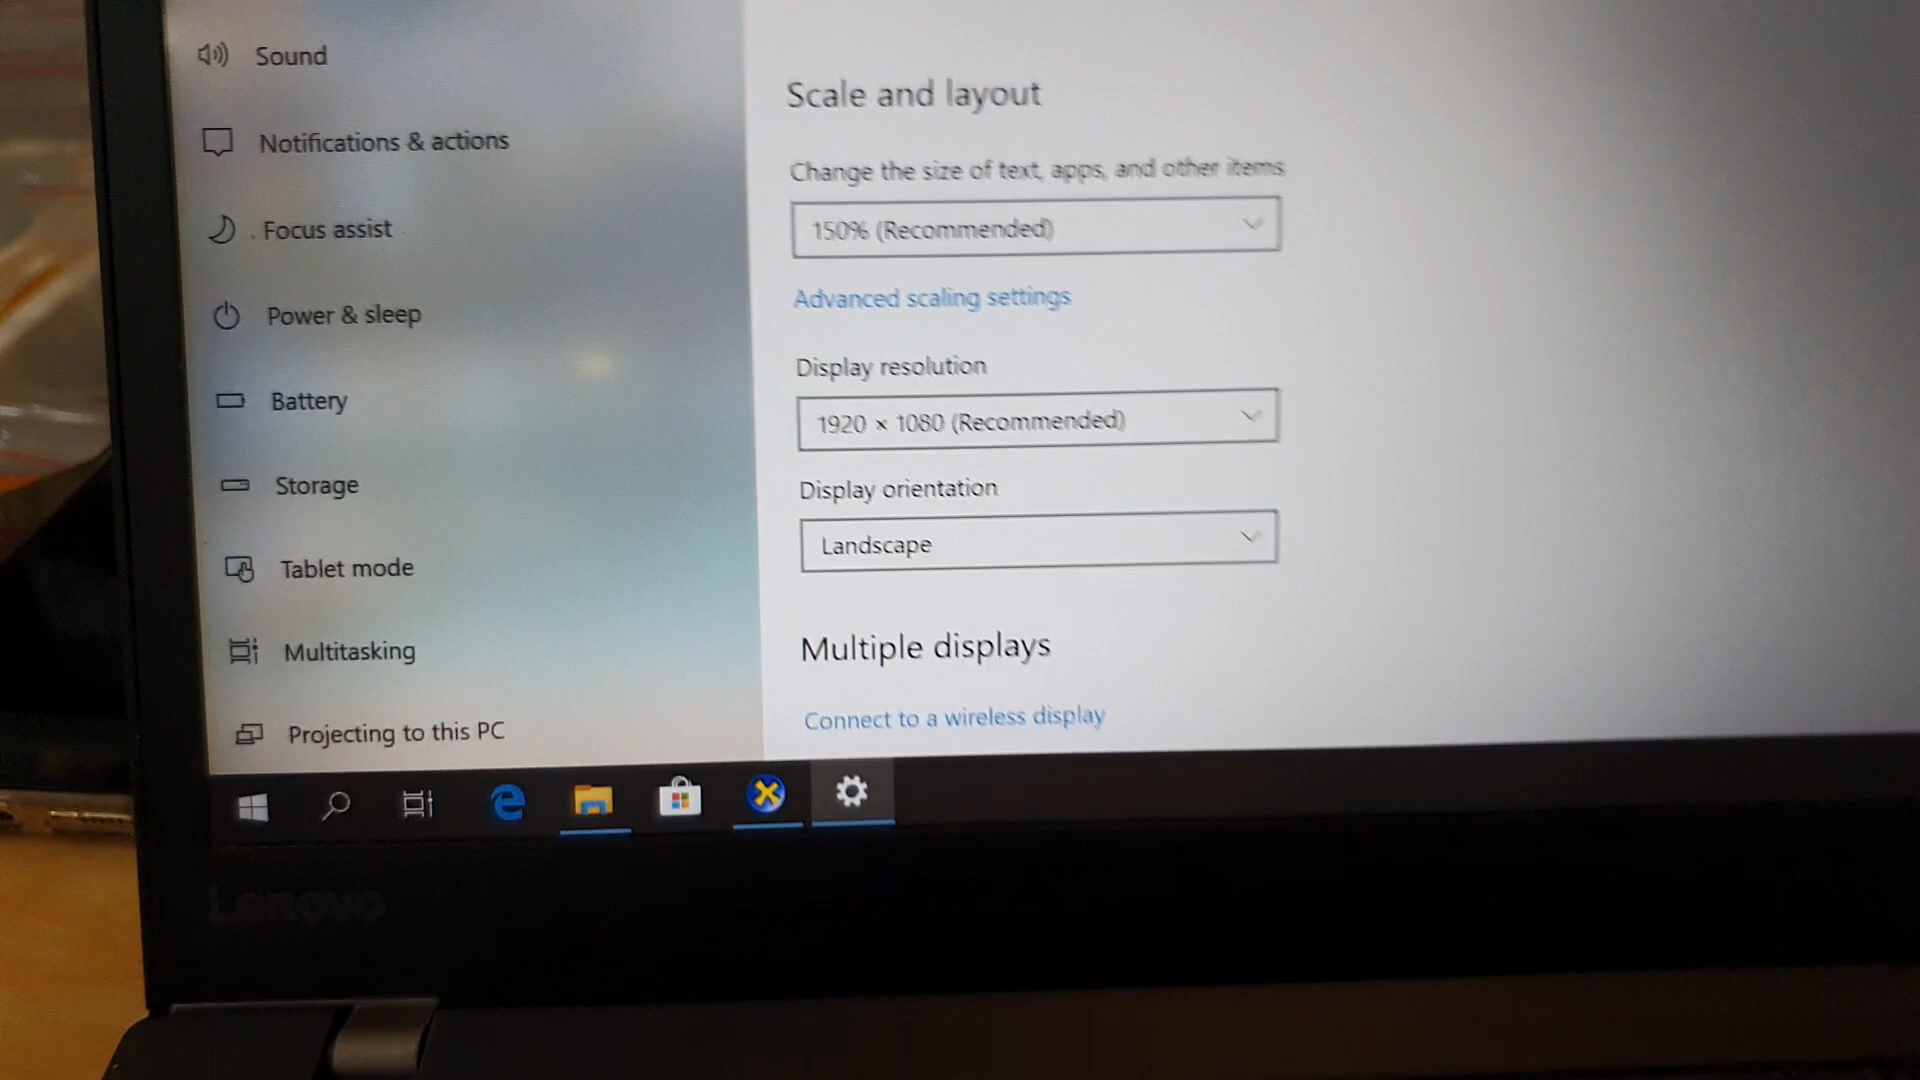 Sound
Notifications & actions
Focus assist
Power & sleep
Battery
Storage
Tablet mode
Multitasking
Projecting to this PC
Scale and layout
Change the size of text, apps, and other items
150% (Recommended)
Advanced scaling settings
Display resolution
1920 × 1080 (Recommended)
Display orientation
Landscape
Multiple displays
Connect to a wireless display
Lenovo